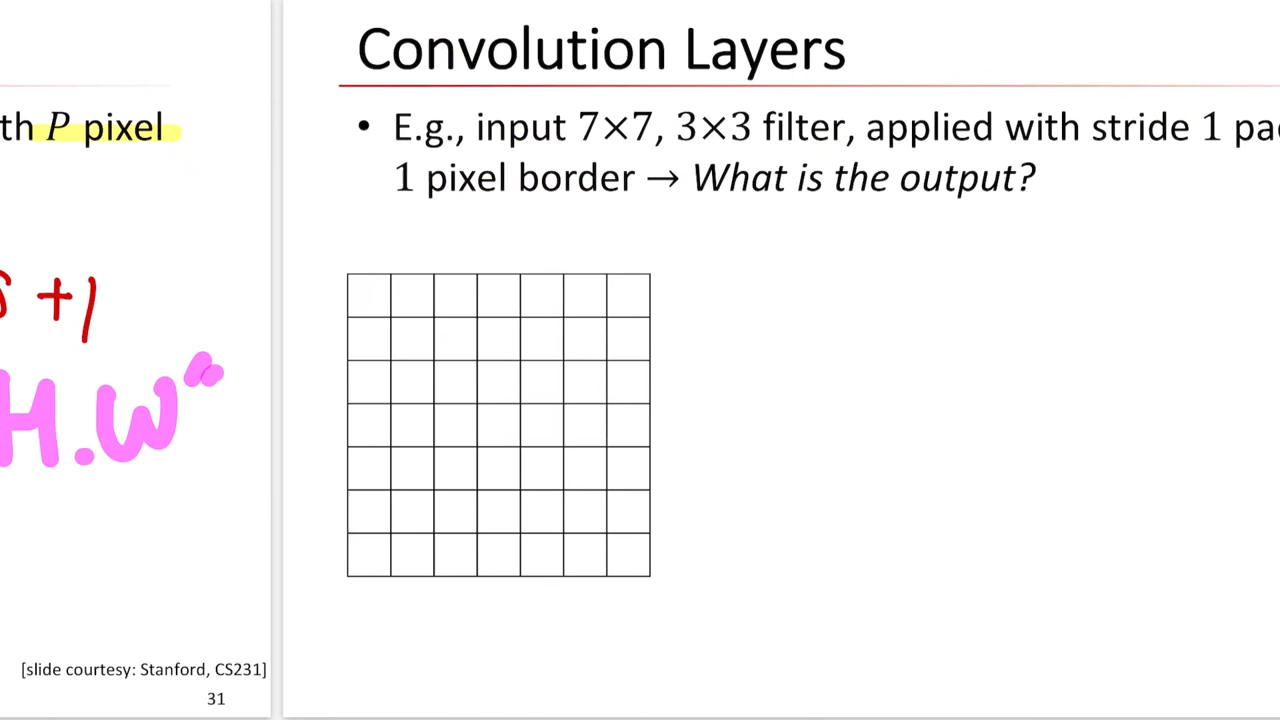 th P pixel
+1
H.W
[slide courtesy: Stanford, CS231]
31
Convolution Layers
• E.g., input 7×7, 3×3 filter, applied with stride 1
1 pixel border → What is the output?